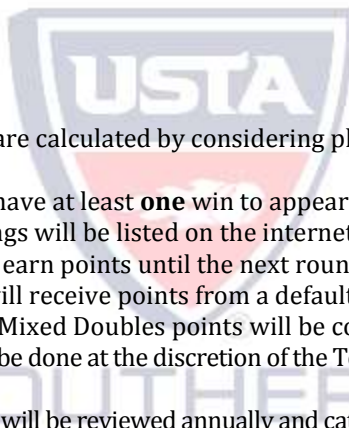 USTA
are calculated by considering pl
have at least one win to appear
gs will be listed on the internet
earn points until the next roun
ill receive points from a default
Mixed Doubles points will be co
be done at the discretion of the T
SOUTHER
will be reviewed annually and ca